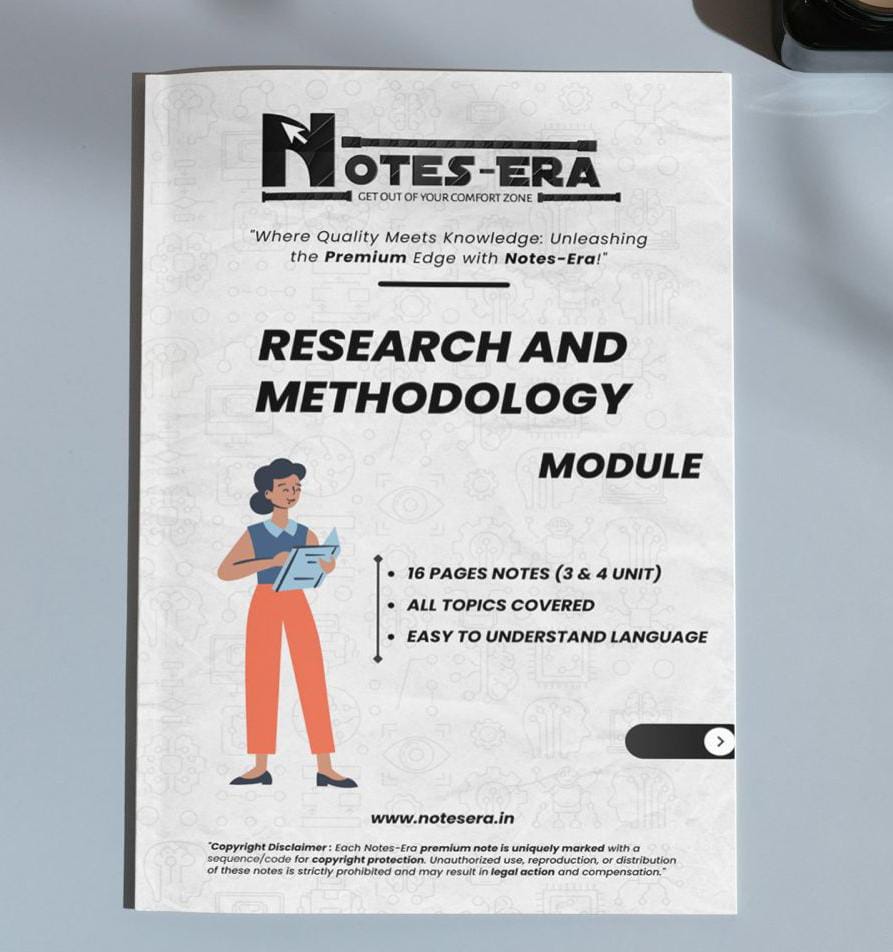 NOTES-ERA
GET OUT OF YOUR COMFORT ZONE
"Where Quality Meets Knowledge: Unleashing
the Premium Edge with Notes-Era!"
RESEARCH AND
METHODOLOGY
MODULE
• 16 PAGES NOTES (3 & 4 UNIT)
• ALL TOPICS COVERED
• EASY TO UNDERSTAND LANGUAGE
www.notesera.in
"Copyright Disclaimer : Each Notes-Era premium note is uniquely marked with a
sequence/code for copyright protection. Unauthorized use, reproduction, or distribution
of these notes is strictly prohibited and may result in legal action and compensation."